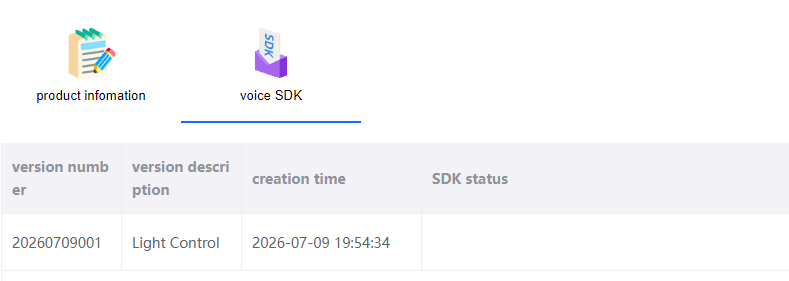 SDK
product infomation
voice SDK
version numb
er
version descri
ption
creation time
SDK status
20260709001
Light Control
2026-07-09 19:54:34